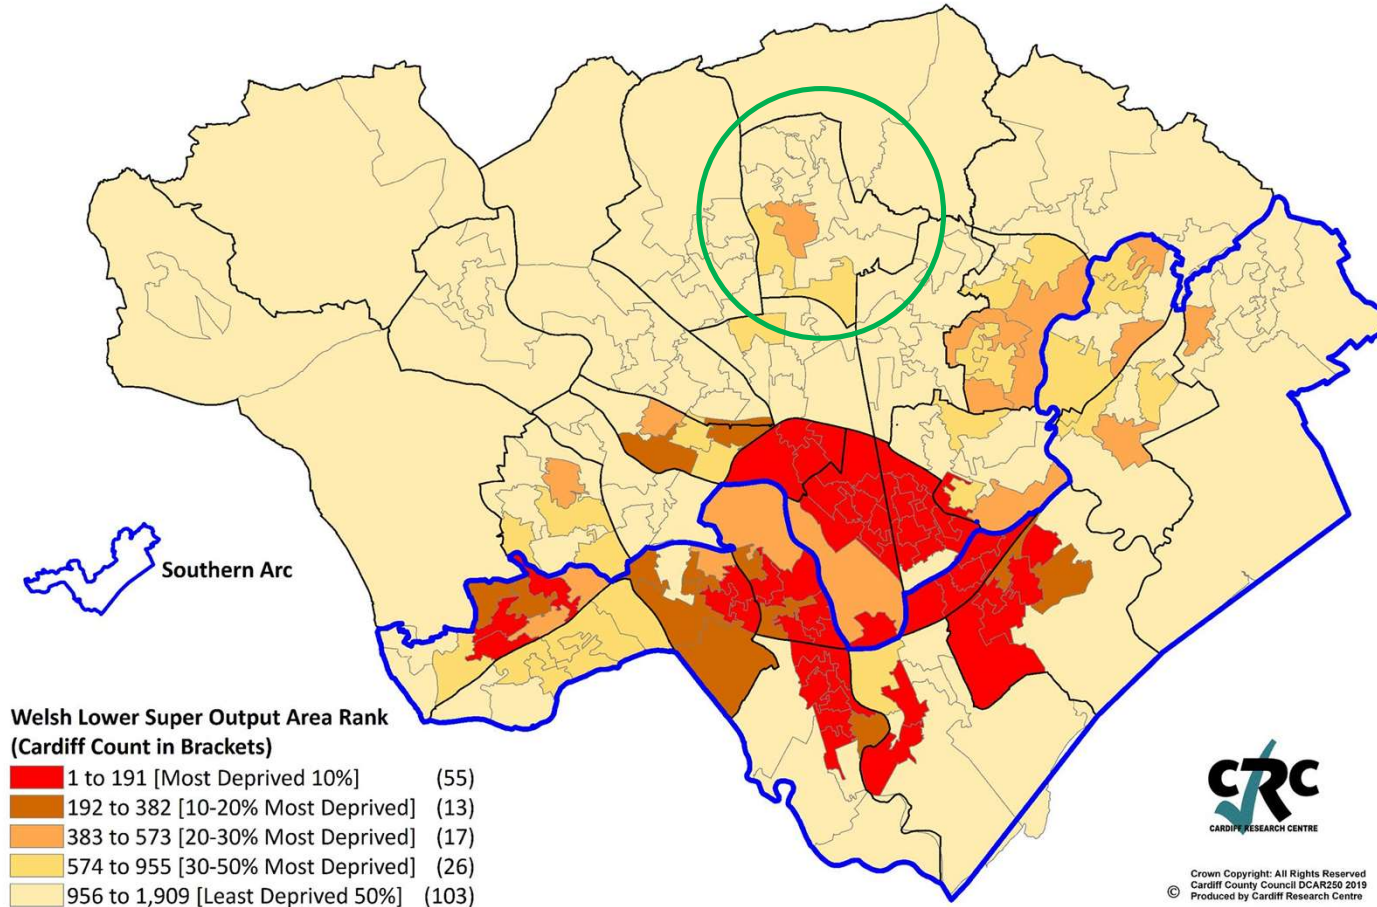 Southern Arc
Welsh Lower Super Output Area Rank
(Cardiff Count in Brackets)
1 to 191 [Most Deprived 10%] (55)
192 to 382 [10-20% Most Deprived] (13)
383 to 573 [20-30% Most Deprived] (17)
574 to 955 [30-50% Most Deprived] (26)
956 to 1,909 [Least Deprived 50%] (103)
CRC
CARDIFF RESEARCH CENTRE
Crown Copyright: All Rights Reserved
Cardiff County Council DCAR250 2019
© Produced by Cardiff Research Centre